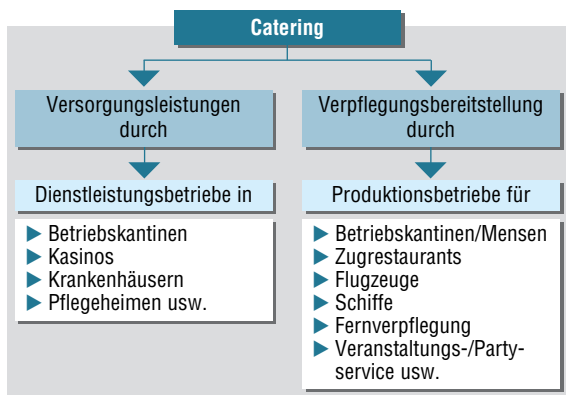 Catering
Versorgungsleistungen
durch
Dienstleistungsbetriebe in
Betriebskantinen
Kasinos
Krankenhäusern
Pflegeheimen usw.
Verpflegungsbereitstellung
durch
Produktionsbetriebe für
Betriebskantinen/Mensen
Zugrestaurants
Flugzeuge
Schiffe
Fernverpflegung
Veranstaltungs-/Party-
service usw.